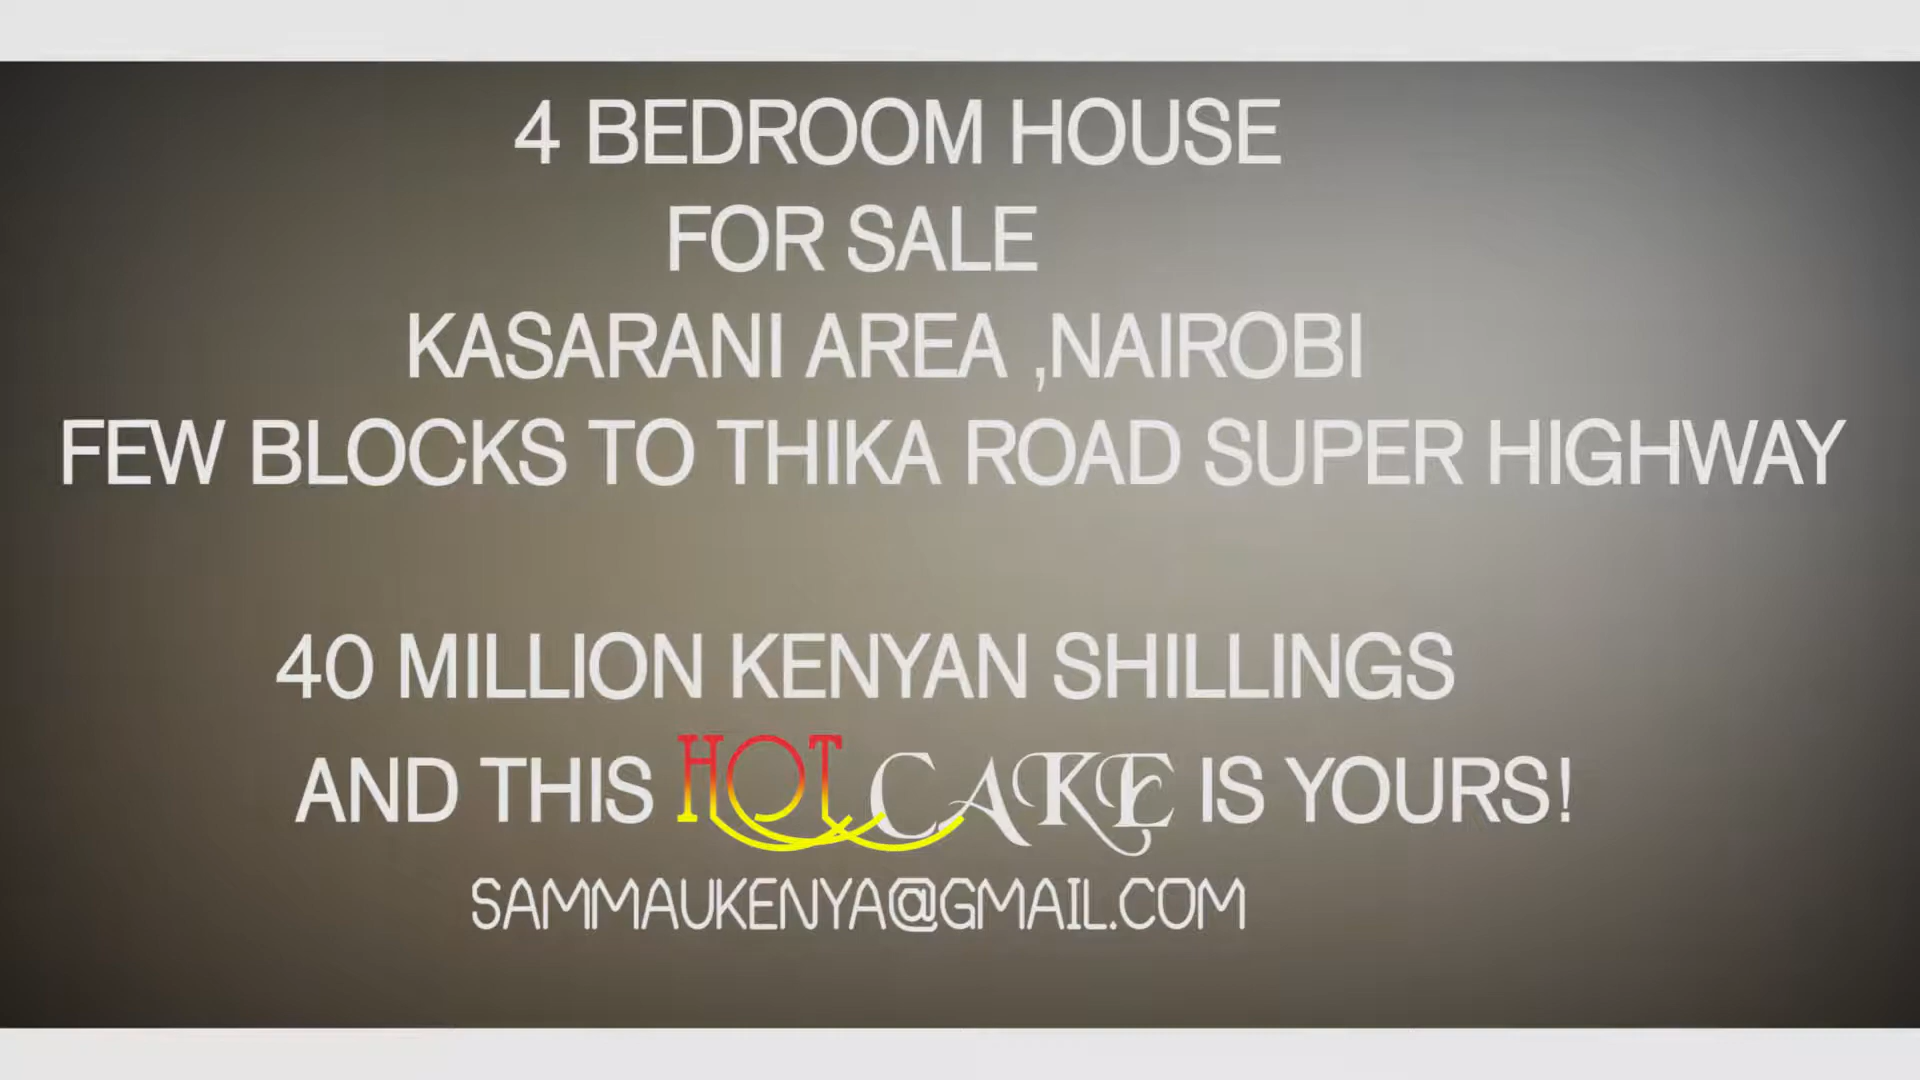 4 BEDROOM HOUSE
FOR SALE
KASARANI AREA ,NAIROBI
FEW BLOCKS TO THIKA ROAD SUPER HIGHWAY
40 MILLION KENYAN SHILLINGS
AND THIS HOT CAKE IS YOURS!
SAMMAUKENYA@GMAIL.COM